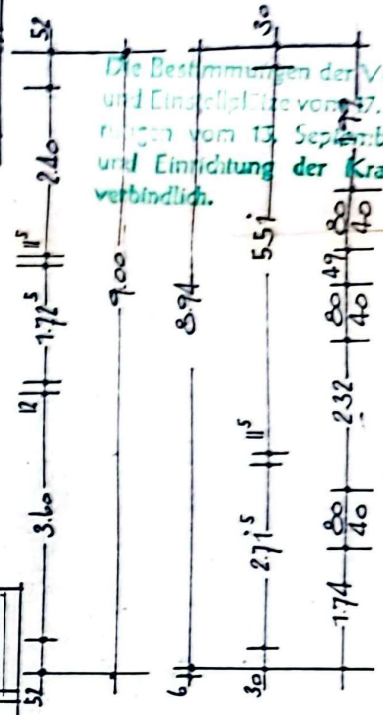 Die Bestimmungen der V
und Einstellplätze vom 17.
vom 13. Septemb
und Einrichtung der Kra
verbindlich.
52 3.60 12 1.72⁵ 11⁵ 2.40 52
9.00
6 8.94
30 2.71⁵ 11⁵ 5.51 30
1.74 80 2.32 80 49 80
40 40 40